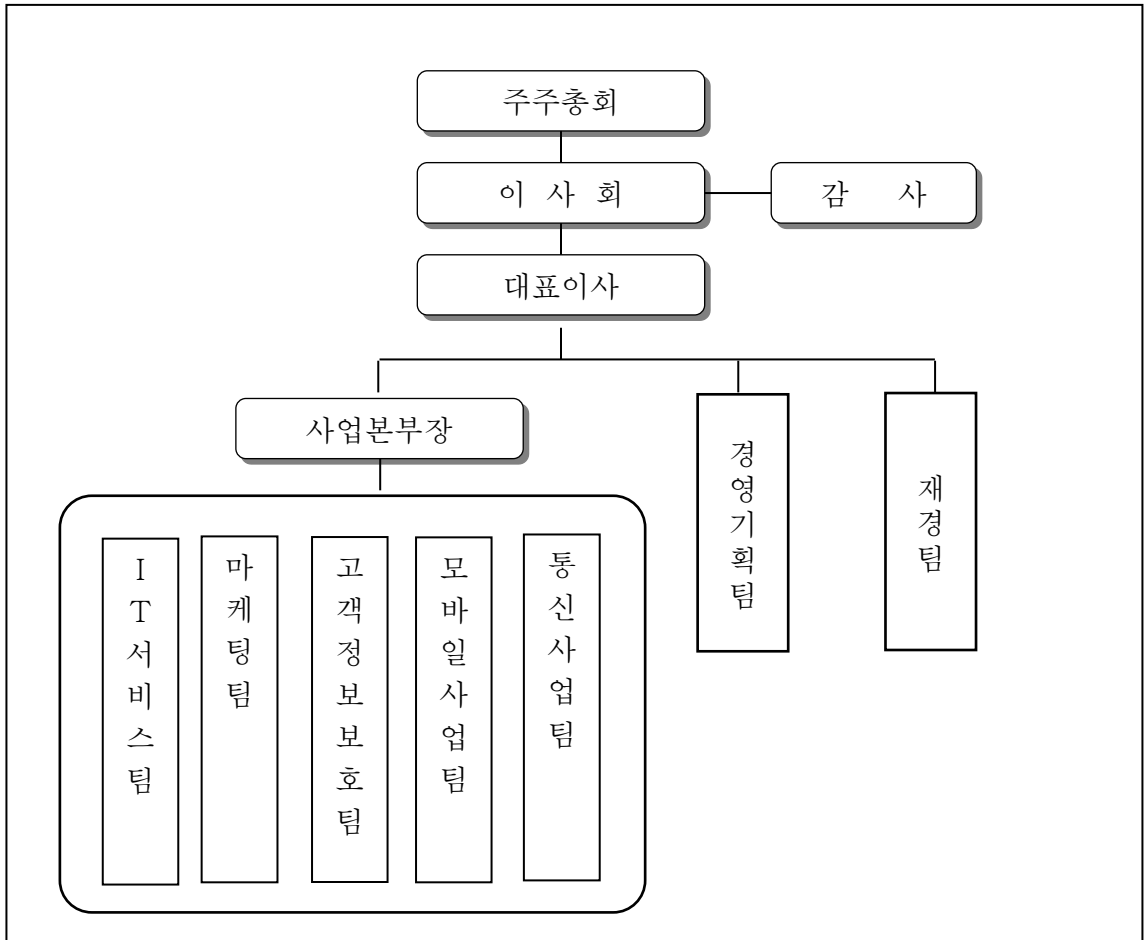 주주총회
이 사 회
감 사
대표이사
사업본부장
경영기획팀
재경팀
IT서비스팀
마케팅팀
고객정보보호팀
모바일사업팀
통신사업팀